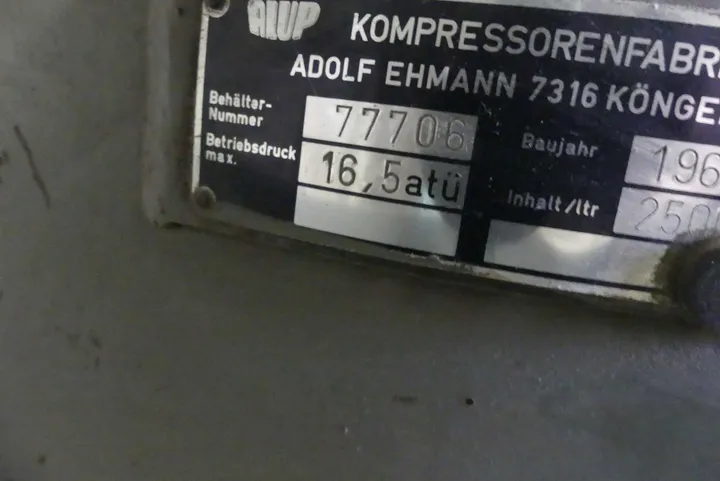 ALUP KOMPRESSORENFABR
ADOLF EHMANN 7316 KÖNGE
Behälter-
Nummer
77706
Baujahr
196
Betriebsdruck
max.
16,5atü
Inhalt/ltr
250